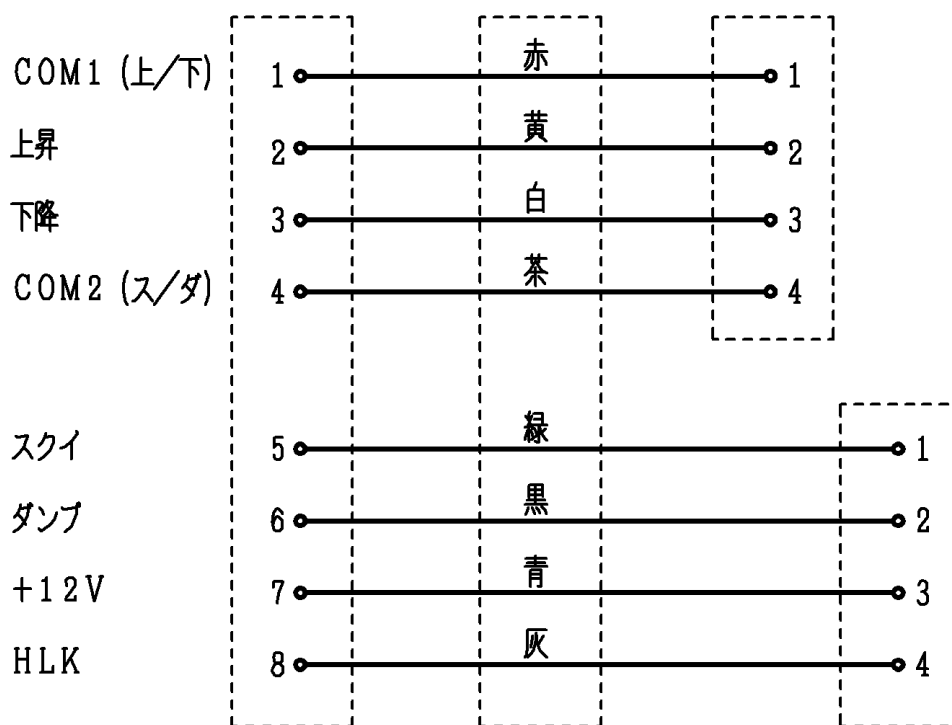 COM1 (上/下) 1 赤 1
上昇 2 黄 2
下降 3 白 3
COM2 (ス/ダ) 4 茶 4
スクイ 5 緑 1
ダンプ 6 黒 2
+12V 7 青 3
HLK 8 灰 4